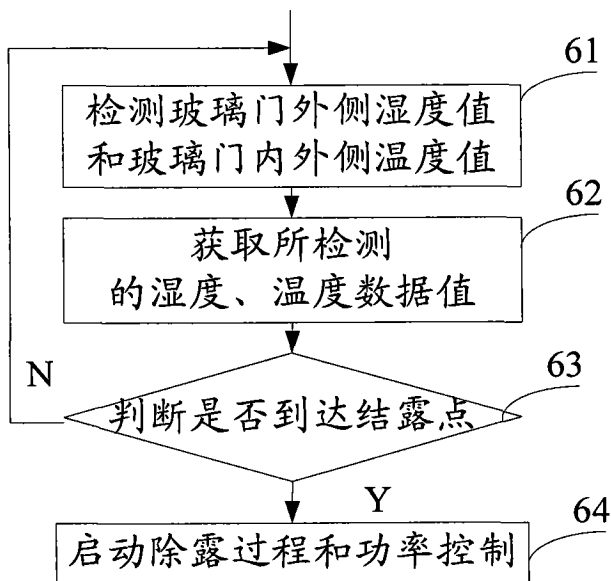 61
检测玻璃门外侧湿度值
和玻璃门内外侧温度值
62
获取所检测
的湿度、温度数据值
N
63
判断是否到达结露点
Y
64
启动除露过程和功率控制